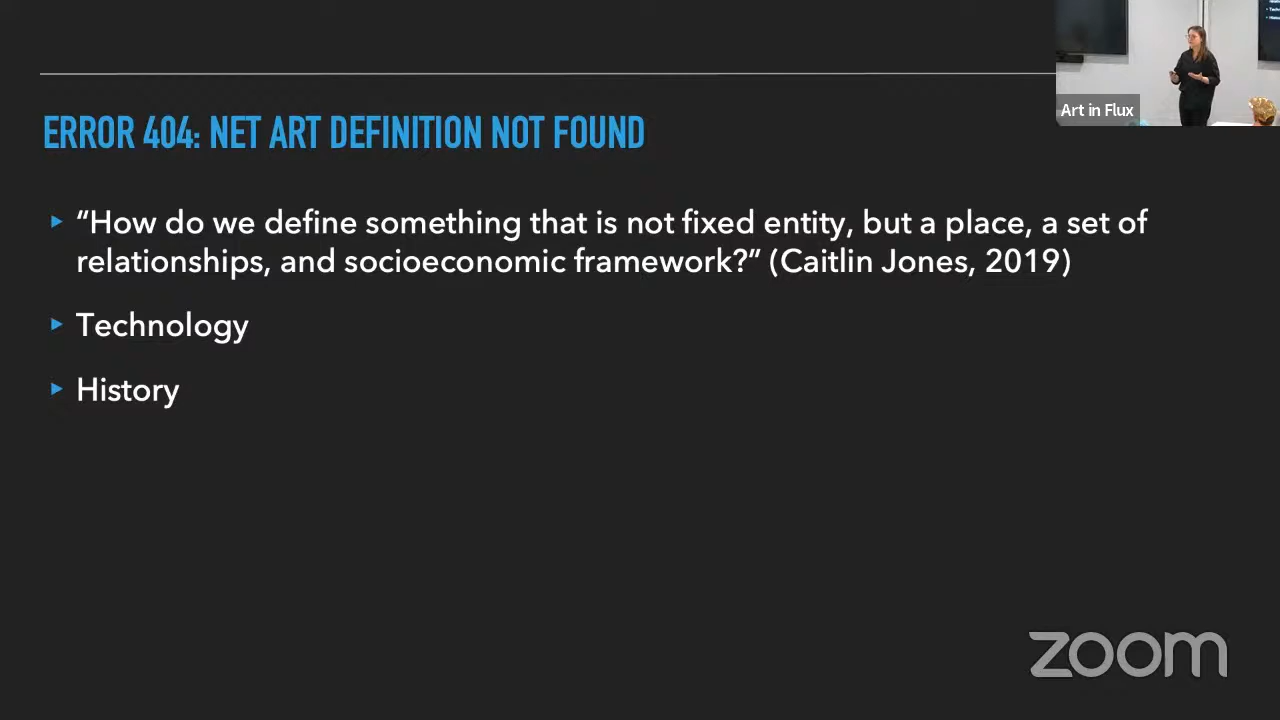 Art in Flux
ERROR 404: NET ART DEFINITION NOT FOUND
“How do we define something that is not fixed entity, but a place, a set of
relationships, and socioeconomic framework?” (Caitlin Jones, 2019)
Technology
History
zoom